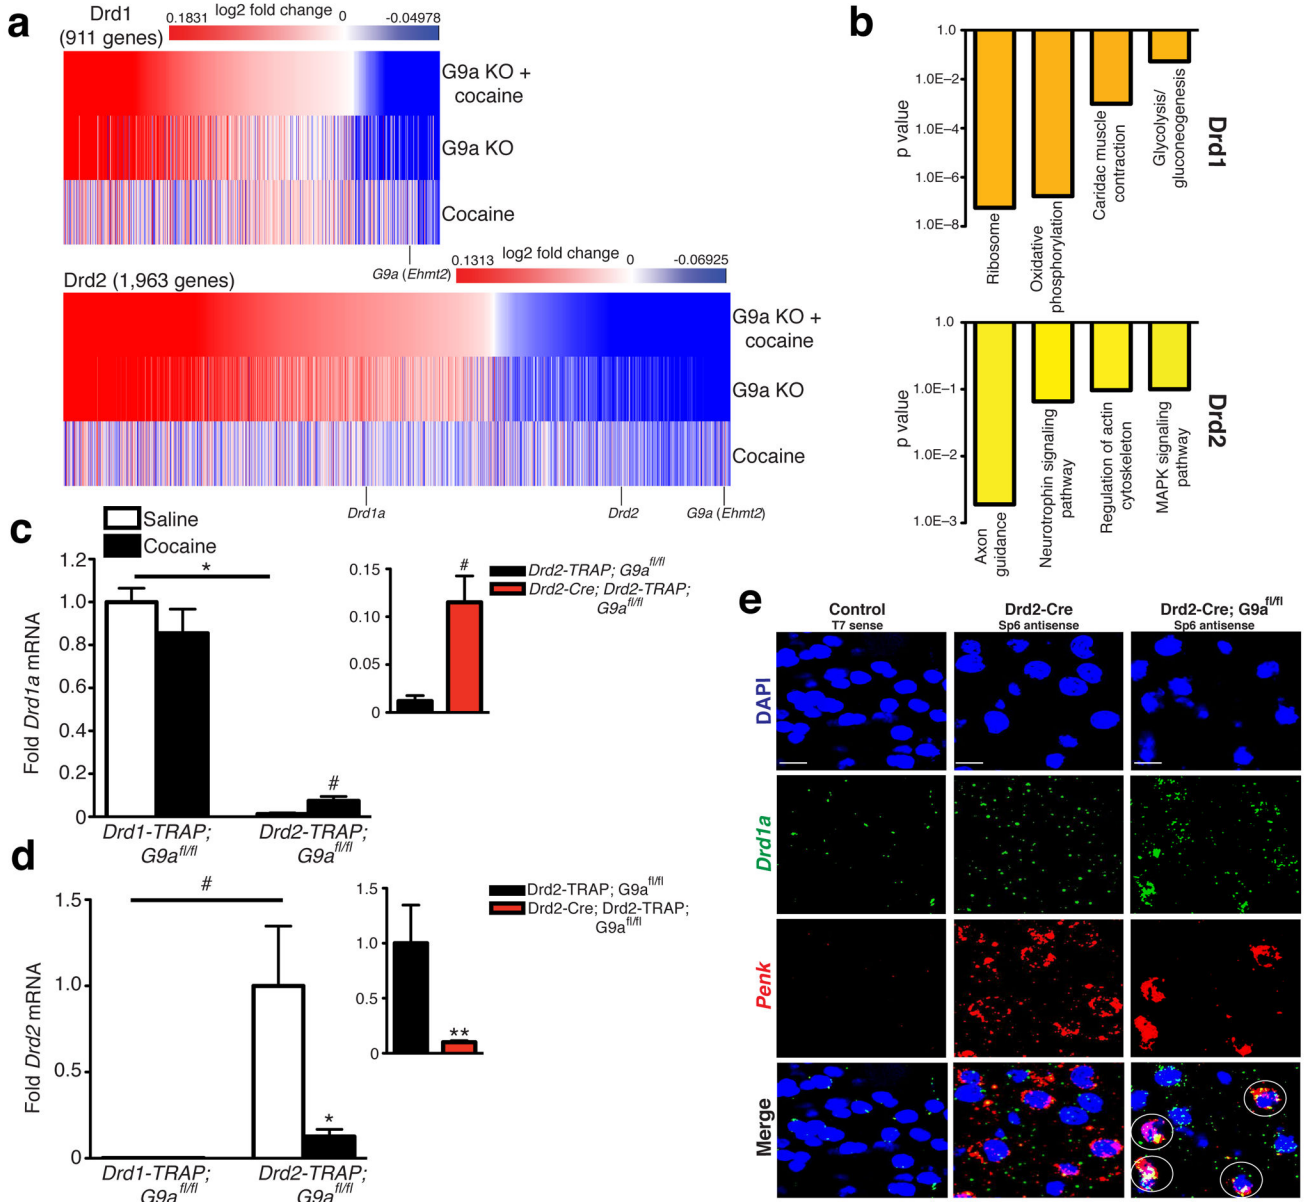 a
Drd1
(911 genes)
0.1831
log2 fold change
0
-0.04978
G9a KO +
cocaine
G9a KO
Cocaine
G9a (Ehmt2)
Drd2 (1,963 genes)
0.1313
log2 fold change
0
-0.06925
G9a KO +
cocaine
G9a KO
Cocaine
Drd1a
Drd2
G9a (Ehmt2)
b
p value
1.0
1.0E−2
1.0E−4
1.0E−6
1.0E−8
Ribosome
Oxidative
phosphorylation
Caridac muscle
contraction
Glycolysis/
gluconeogenesis
Drd1
p value
1.0
1.0E−1
1.0E−2
1.0E−3
Axon
guidance
Neurotrophin signaling
pathway
Regulation of actin
cytoskeleton
MAPK signaling
pathway
Drd2
c
Saline
Cocaine
Fold Drd1a mRNA
1.2
1.0
0.8
0.6
0.4
0.2
0
*
#
Drd1-TRAP;
G9afl/fl
Drd2-TRAP;
G9afl/fl
0.15
0.10
0.05
0
#
Drd2-TRAP; G9afl/fl
Drd2-Cre; Drd2-TRAP;
G9afl/fl
d
Fold Drd2 mRNA
1.5
1.0
0.5
0
#
*
Drd1-TRAP;
G9afl/fl
Drd2-TRAP;
G9afl/fl
1.5
1.0
0.5
0
**
Drd2-TRAP; G9afl/fl
Drd2-Cre; Drd2-TRAP;
G9afl/fl
e
Control
T7 sense
Drd2-Cre
Sp6 antisense
Drd2-Cre; G9afl/fl
Sp6 antisense
DAPI
Drd1a
Penk
Merge